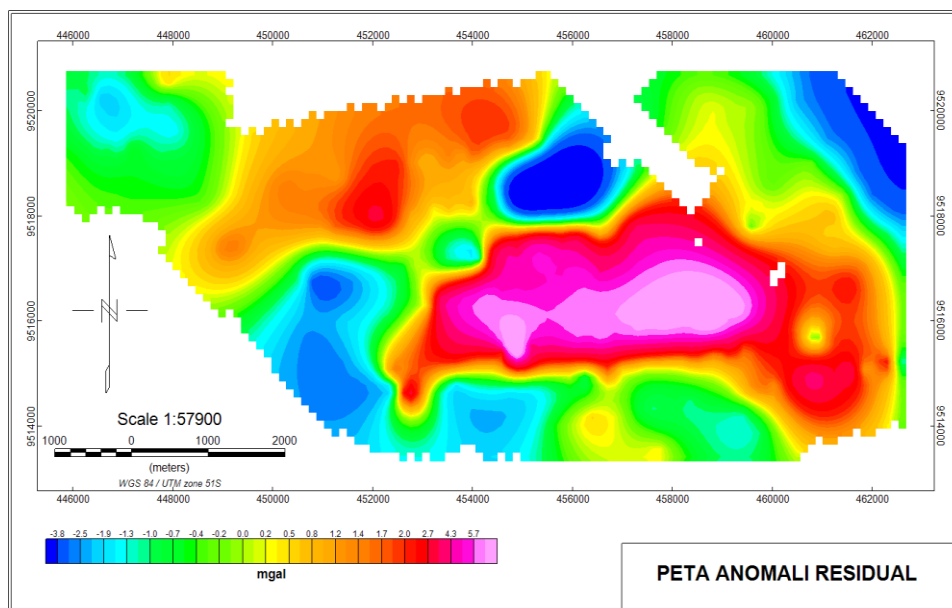 446000 448000 450000 452000 454000 456000 458000 460000 462000
9520000 9520000
9518000 9518000
9516000 9516000
9514000 9514000
N
Scale 1:57900
1000 0 1000 2000
(meters)
WGS 84 / UTM zone 51S
446000 448000 450000 452000 454000 456000 458000 460000 462000
-3.8 -2.5 -1.9 -1.3 -1.0 -0.7 -0.4 -0.2 0.0 0.2 0.5 0.8 1.2 1.4 1.7 2.0 2.7 4.3 5.7
mgal
PETA ANOMALI RESIDUAL